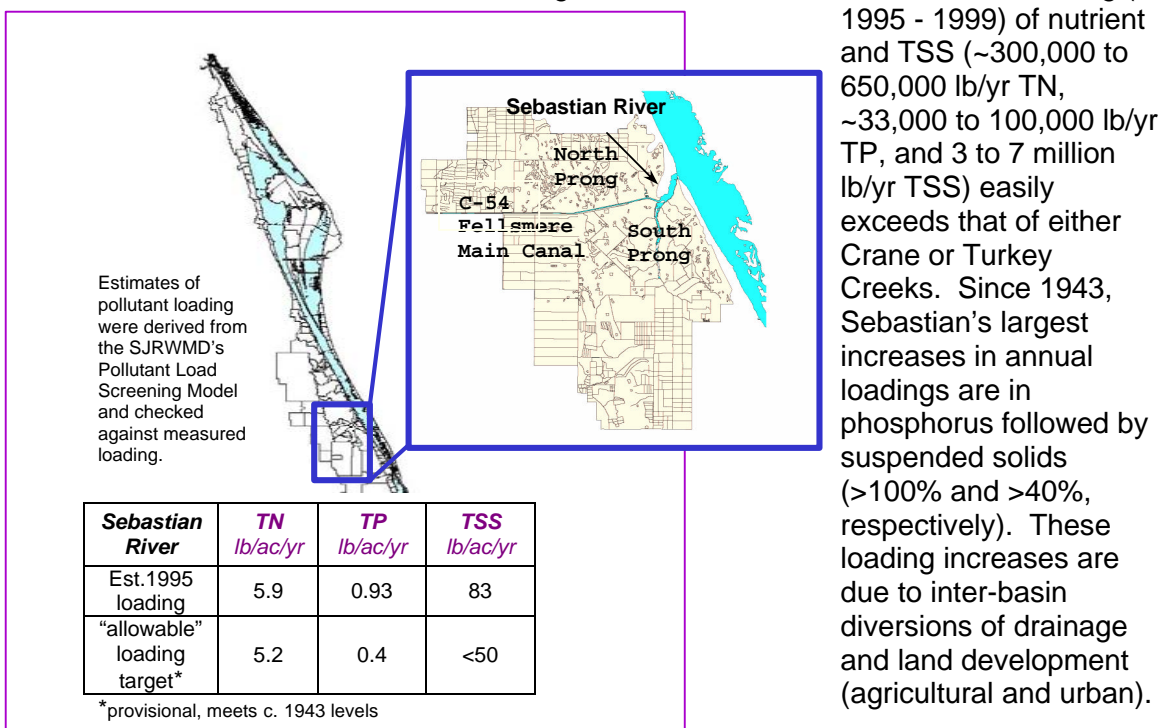 1995 - 1999) of nutrient
and TSS (~300,000 to
650,000 lb/yr TN,
~33,000 to 100,000 lb/yr
TP, and 3 to 7 million
lb/yr TSS) easily
exceeds that of either
Crane or Turkey
Creeks. Since 1943,
Sebastian's largest
increases in annual
loadings are in
phosphorus followed by
suspended solids
(>100% and >40%,
respectively). These
loading increases are
due to inter-basin
diversions of drainage
and land development
(agricultural and urban).
Sebastian River
North
Prong
C-54
Fellsmere
Main Canal
South
Prong
Estimates of
pollutant loading
were derived from
the SJRWMD's
Pollutant Load
Screening Model
and checked
against measured
loading.
Sebastian River TN lb/ac/yr TP lb/ac/yr TSS lb/ac/yr
Est.1995 loading 5.9 0.93 83
"allowable" loading target* 5.2 0.4 <50
*provisional, meets c. 1943 levels